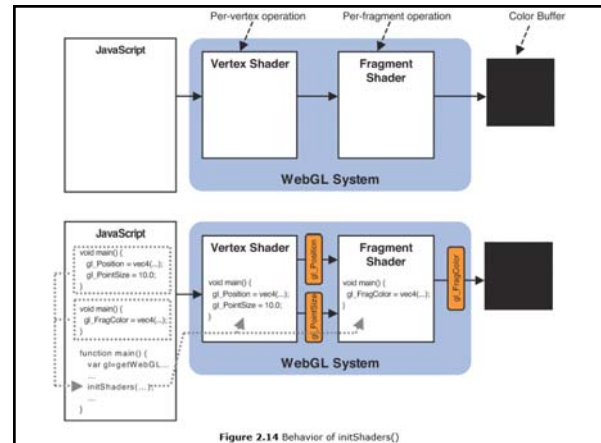 Per-vertex operation
Per-fragment operation
Color Buffer
JavaScript
Vertex Shader
Fragment
Shader
WebGL System
JavaScript
void main() {
gl_Position = vec4(...);
gl_PointSize = 10.0;
}
void main() {
gl_FragColor = vec4(...);
}
function main() {
var gl=getWebGL...
...
initShaders(...);
...
}
Vertex Shader
void main() {
gl_Position = vec4(...);
gl_PointSize = 10.0;
}
gl_Position
gl_PointSize
Fragment
Shader
void main() {
gl_FragColor = vec4(...);
}
gl_FragColor
WebGL System
Figure 2.14 Behavior of initShaders()